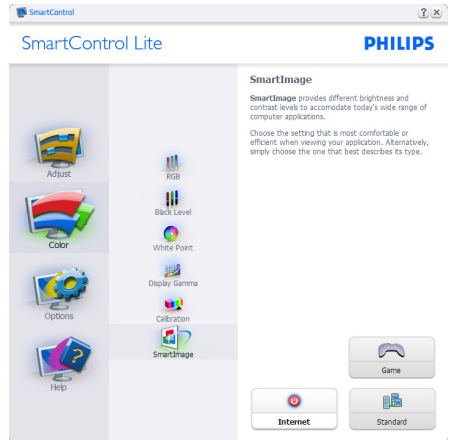 SmartControl
SmartControl Lite
PHILIPS
Adjust
Color
Options
Help
RGB
Black Level
White Point
Display Gamma
Calibration
SmartImage
SmartImage
SmartImage provides different brightness and
contrast levels to accomodate today's wide range of
computer applications.
Choose the setting that is most comfortable or
efficient when viewing your application. Alternatively,
simply choose the one that best describes its type.
Game
Internet
Standard